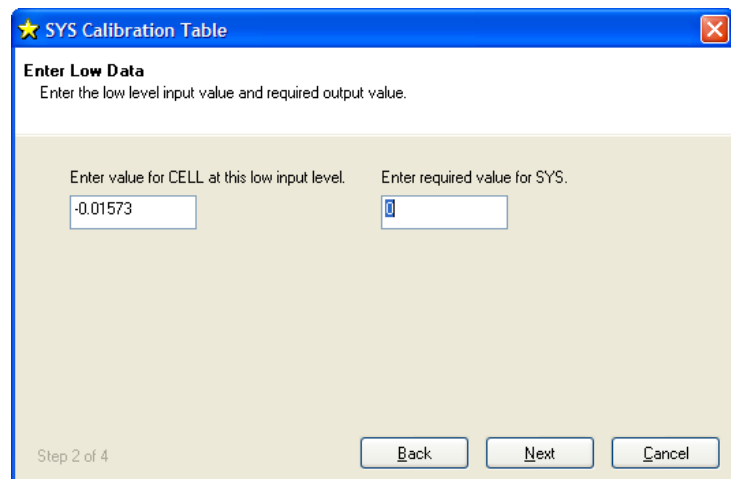 SYS Calibration Table
Enter Low Data
Enter the low level input value and required output value.
Enter value for CELL at this low input level. Enter required value for SYS.
-0.01573 0
Step 2 of 4 Back Next Cancel